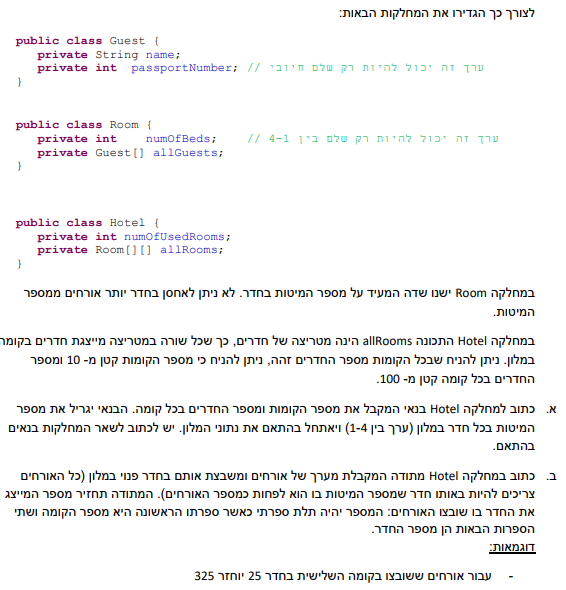 לצורך כך הגדירו את המחלקות הבאות:
public class Guest {
private String name;
private int passportNumber; // ערך זה יכול להיות רק שלם חיובי
}
public class Room {
private int numOfBeds; // ערך זה יכול להיות רק שלם בין 4-1
private Guest[] allGuests;
}
public class Hotel {
private int numOfUsedRooms;
private Room[][] allRooms;
}
במחלקה Room ישנו שדה המעיד על מספר המיטות בחדר. לא ניתן לאחסן בחדר יותר אורחים ממספר
המיטות.
במחלקה Hotel התכונה allRooms הינה מטריצה של חדרים, כך שכל שורה במטריצה מייצגת חדרים בקומה
במלון. ניתן להניח שבכל הקומות מספר החדרים זהה, ניתן להניח כי מספר הקומות קטן מ- 10 ומספר
החדרים בכל קומה קטן מ- 100.
א. כתוב למחלקה Hotel בנאי המקבל את מספר הקומות ומספר החדרים בכל קומה. הבנאי יגריל את מספר
המיטות בכל חדר במלון (ערך בין 1-4) ויאתחל בהתאם את נתוני המלון. יש לכתוב לשאר המחלקות בנאים
בהתאם.
ב. כתוב במחלקה Hotel מתודה המקבלת מערך של אורחים ומשבצת אותם בחדר פנוי במלון (כל האורחים
צריכים להיות באותו חדר שמספר המיטות בו הוא לפחות כמספר האורחים). המתודה תחזיר מספר המייצג
את החדר בו שובצו האורחים: המספר יהיה תלת ספרתי כאשר ספרתו הראשונה היא מספר הקומה ושתי
הספרות הבאות הן מספר החדר.
דוגמאות:
- עבור אורחים ששובצו בקומה השלישית בחדר 25 יוחזר 325